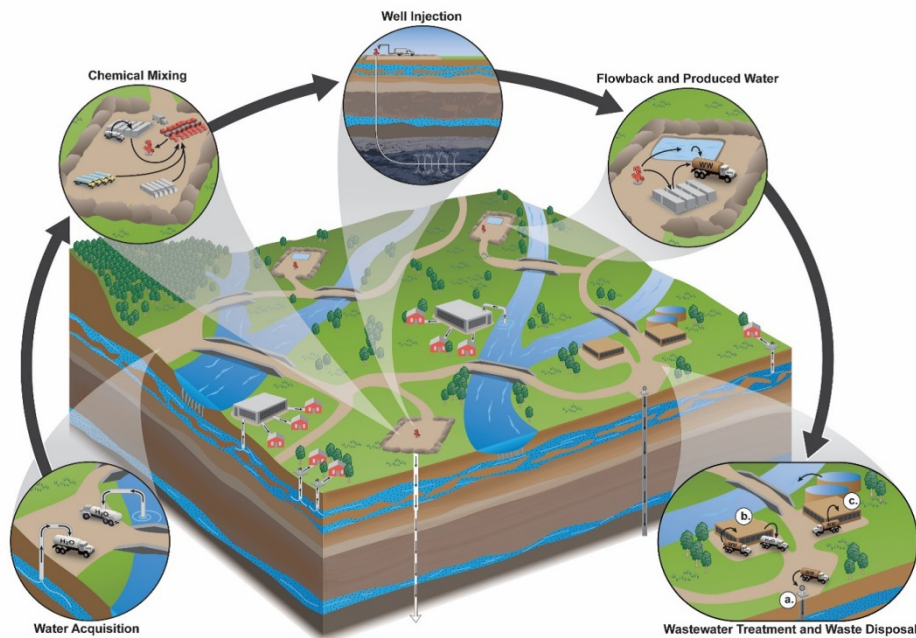 Well Injection
Chemical Mixing
Flowback and Produced Water
WW
H₂O
H₂O
Water Acquisition
b.
c.
a.
Wastewater Treatment and Waste Disposal